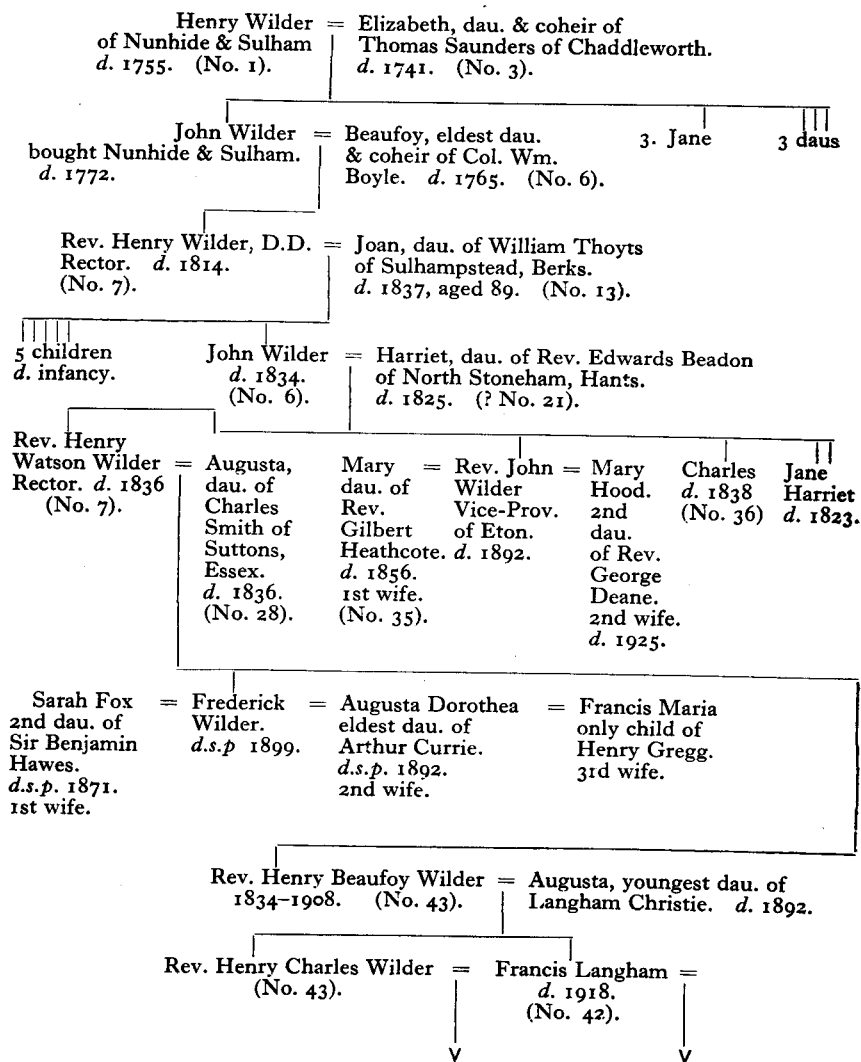 Henry Wilder = Elizabeth, dau. & coheir of
of Nunhide & Sulham Thomas Saunders of Chaddleworth.
d. 1755. (No. 1). d. 1741. (No. 3).
John Wilder = Beaufoy, eldest dau. 3. Jane 3 daus
bought Nunhide & Sulham. & coheir of Col. Wm.
d. 1772. Boyle. d. 1765. (No. 6).
Rev. Henry Wilder, D.D. = Joan, dau. of William Thoyts
Rector. d. 1814. of Sulhampstead, Berks.
(No. 7). d. 1837, aged 89. (No. 13).
5 children John Wilder = Harriet, dau. of Rev. Edwards Beadon
d. infancy. d. 1834. of North Stoneham, Hants.
(No. 6). d. 1825. (? No. 21).
Rev. Henry
Watson Wilder =
Rector. d. 1836
(No. 7).
Augusta,
dau. of
Charles
Smith of
Suttons,
Essex.
d. 1836.
(No. 28).
Mary =
dau. of
Rev.
Gilbert
Heathcote.
d. 1856.
1st wife.
(No. 35).
Rev. John =
Wilder
Vice-Prov.
of Eton.
d. 1892.
Mary
Hood.
2nd
dau.
of Rev.
George
Deane.
2nd wife.
d. 1925.
Charles
d. 1838
(No. 36)
Jane
Harriet
d. 1823.
Sarah Fox =
2nd dau. of
Sir Benjamin
Hawes.
d.s.p. 1871.
1st wife.
Frederick =
Wilder.
d.s.p 1899.
Augusta Dorothea =
eldest dau. of
Arthur Currie.
d.s.p. 1892.
2nd wife.
Francis Maria
only child of
Henry Gregg.
3rd wife.
Rev. Henry Beaufoy Wilder = Augusta, youngest dau. of
1834–1908. (No. 43). Langham Christie. d. 1892.
Rev. Henry Charles Wilder = Francis Langham =
(No. 43). d. 1918.
(No. 42).